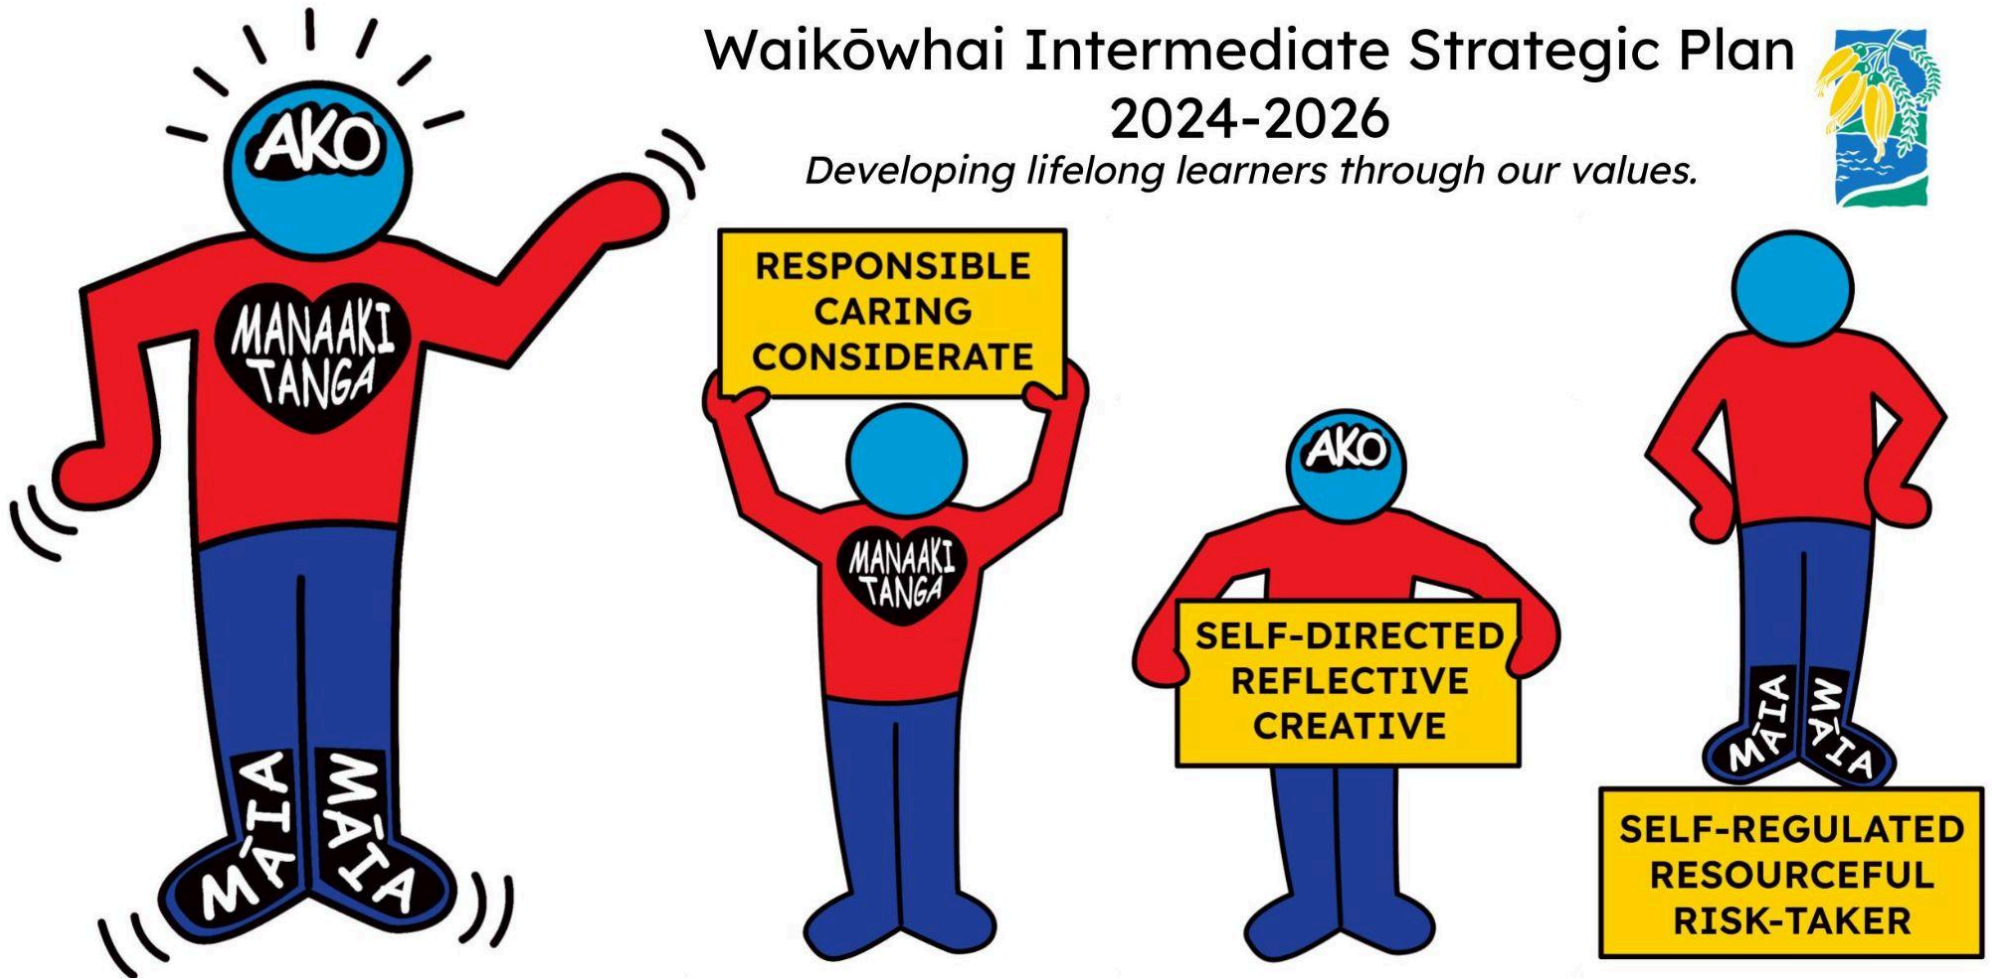 Waikōwhai Intermediate Strategic Plan
2024-2026
Developing lifelong learners through our values.
AKO
MANAAKI
TANGA
MĀIA
MĀIA
RESPONSIBLE
CARING
CONSIDERATE
MANAAKI
TANGA
AKO
SELF-DIRECTED
REFLECTIVE
CREATIVE
MĀIA
MĀIA
SELF-REGULATED
RESOURCEFUL
RISK-TAKER